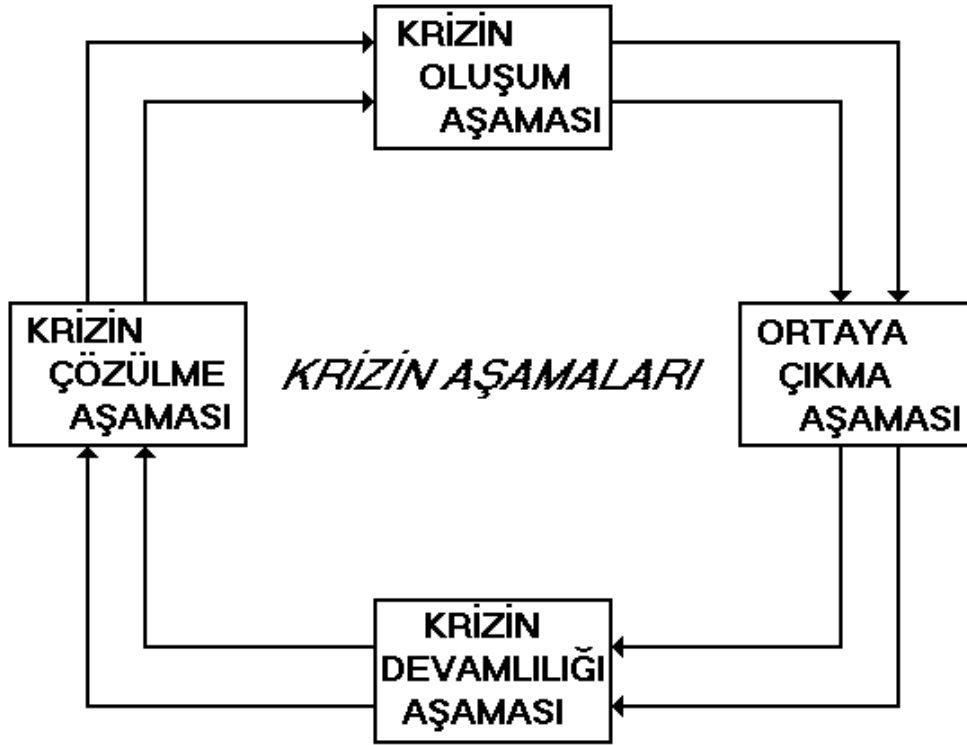 KRİZİN
OLUŞUM
AŞAMASI
KRİZİN
ÇÖZÜLME
AŞAMASI
KRİZİN AŞAMALARI
ORTAYA
ÇIKMA
AŞAMASI
KRİZİN
DEVAMLILIĞI
AŞAMASI